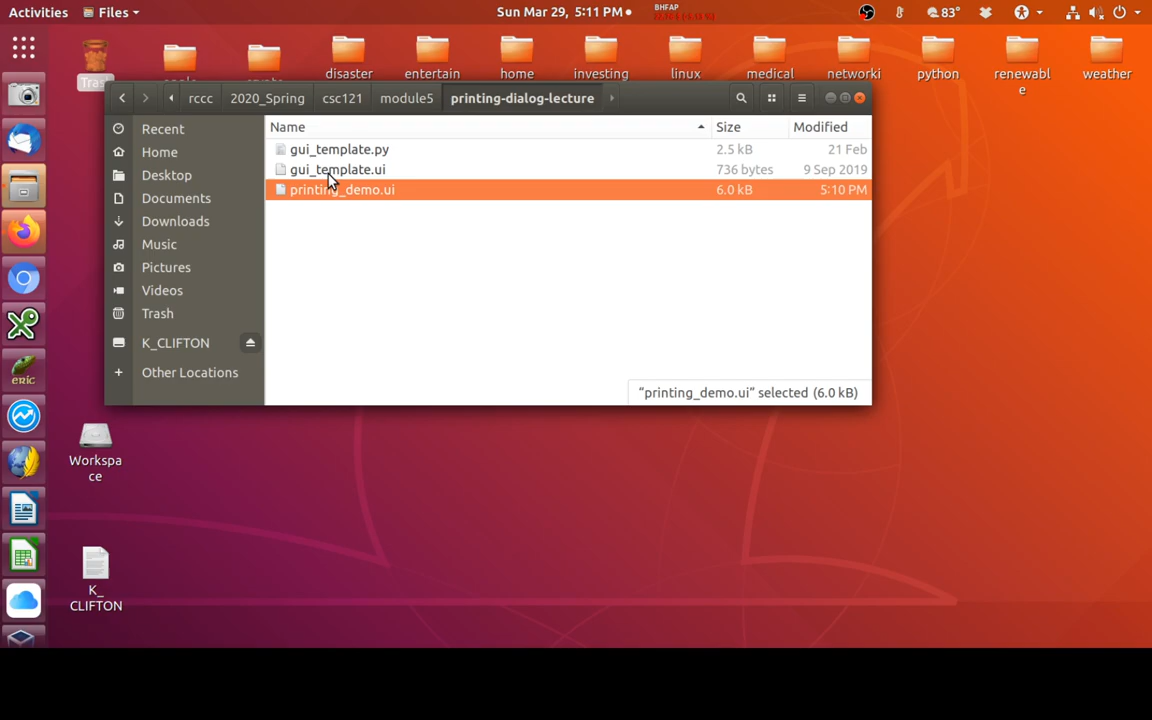 Activities Files Sun Mar 29, 5:11 PM BHFAP 83°
Trash disaster entertain home investing linux medical networki python renewabl e weather
rccc 2020_Spring csc121 module5 printing-dialog-lecture
Name Size Modified
Recent
Home
Desktop
Documents
Downloads
Music
Pictures
Videos
Trash
K_CLIFTON
+ Other Locations
gui_template.py 2.5 kB 21 Feb
gui_template.ui 736 bytes 9 Sep 2019
printing_demo.ui 6.0 kB 5:10 PM
“printing_demo.ui” selected (6.0 kB)
eric
Workspa
ce
K_
CLIFTON